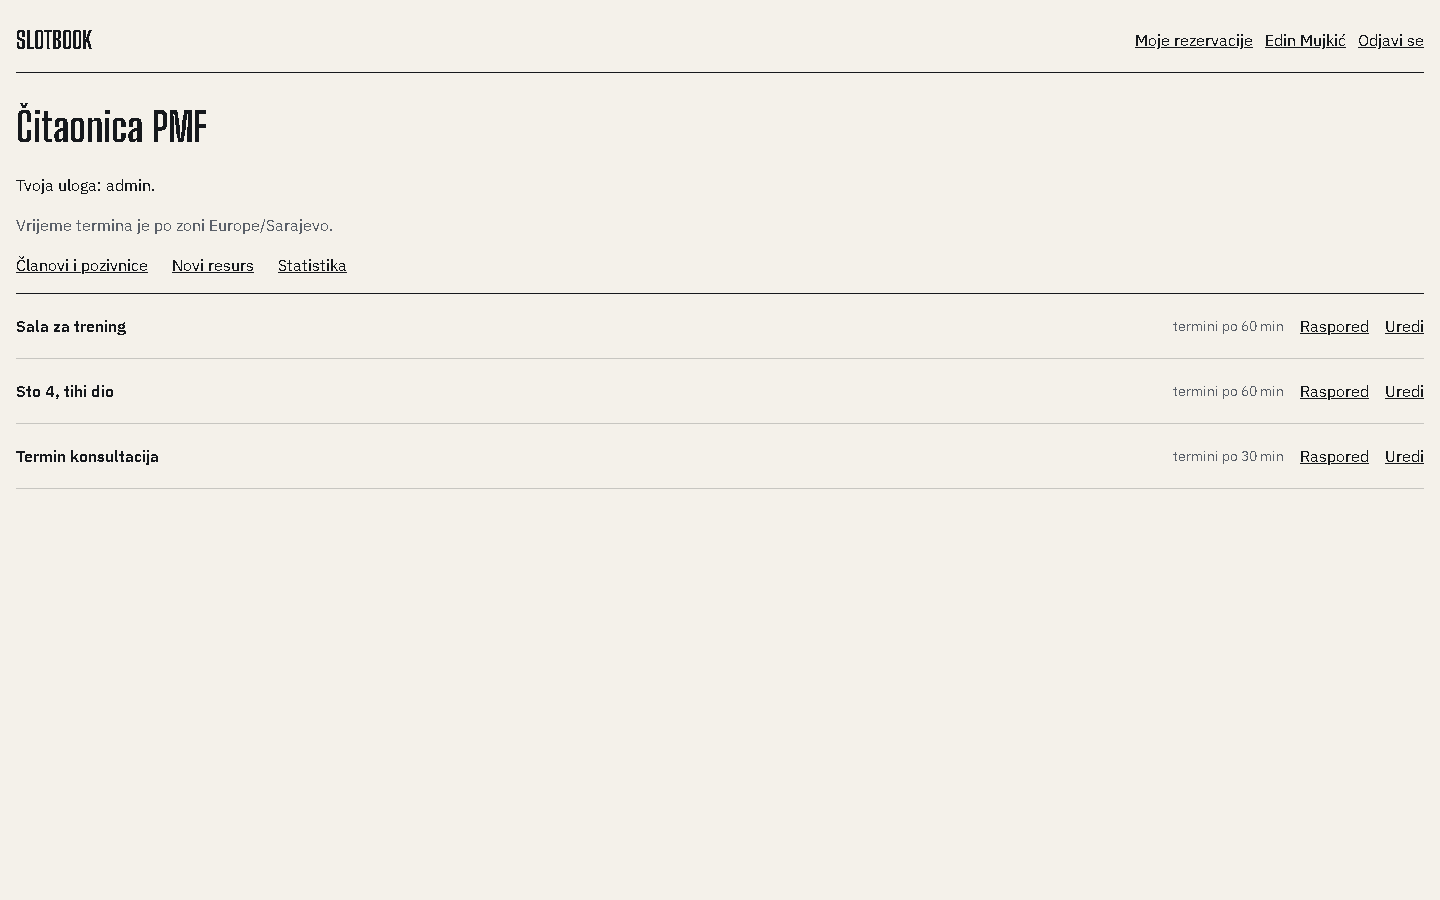 SLOTBOOK Moje rezervacije Edin Mujkić Odjavi se
Čitaonica PMF
Tvoja uloga: admin.
Vrijeme termina je po zoni Europe/Sarajevo.
Članovi i pozivnice Novi resurs Statistika
Sala za trening termini po 60 min Raspored Uredi
Sto 4, tihi dio termini po 60 min Raspored Uredi
Termin konsultacija termini po 30 min Raspored Uredi